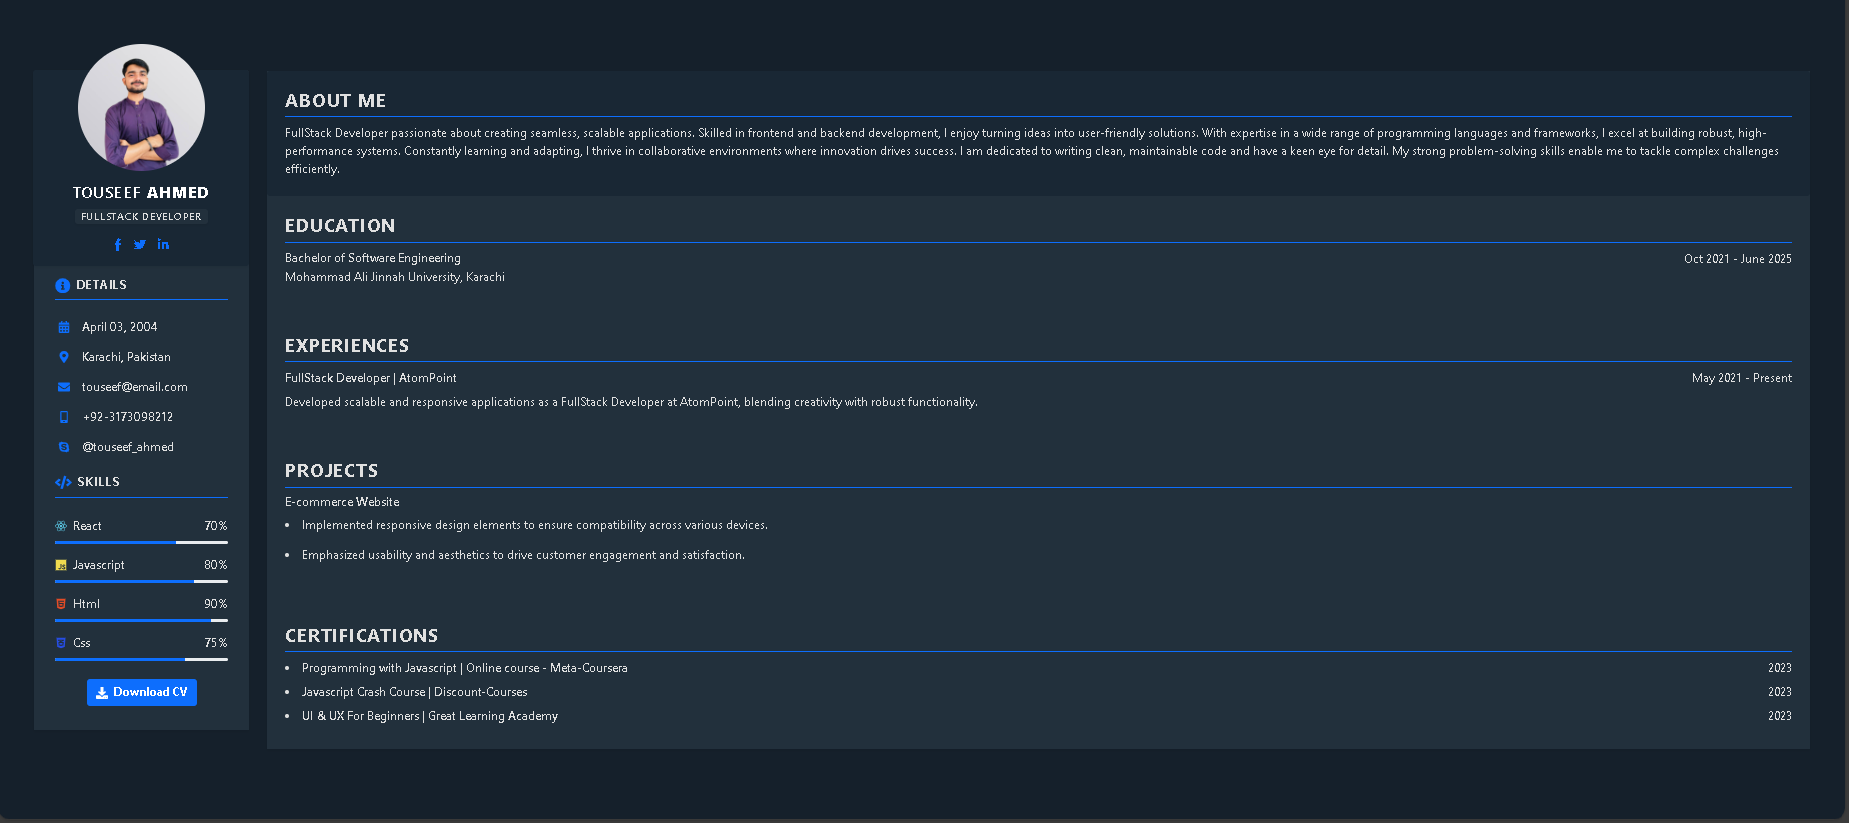 TOUSEEF AHMED
FULLSTACK DEVELOPER
DETAILS
April 03, 2004
Karachi, Pakistan
touseef@email.com
+92-3173098212
@touseef_ahmed
SKILLS
React 70%
Javascript 80%
Html 90%
Css 75%
Download CV
ABOUT ME
FullStack Developer passionate about creating seamless, scalable applications. Skilled in frontend and backend development, I enjoy turning ideas into user-friendly solutions. With expertise in a wide range of programming languages and frameworks, I excel at building robust, high-
performance systems. Constantly learning and adapting, I thrive in collaborative environments where innovation drives success. I am dedicated to writing clean, maintainable code and have a keen eye for detail. My strong problem-solving skills enable me to tackle complex challenges
efficiently.
EDUCATION
Bachelor of Software Engineering Oct 2021 - June 2025
Mohammad Ali Jinnah University, Karachi
EXPERIENCES
FullStack Developer | AtomPoint May 2021 - Present
Developed scalable and responsive applications as a FullStack Developer at AtomPoint, blending creativity with robust functionality.
PROJECTS
E-commerce Website
• Implemented responsive design elements to ensure compatibility across various devices.
• Emphasized usability and aesthetics to drive customer engagement and satisfaction.
CERTIFICATIONS
• Programming with Javascript | Online course - Meta-Coursera 2023
• Javascript Crash Course | Discount-Courses 2023
• UI & UX For Beginners | Great Learning Academy 2023